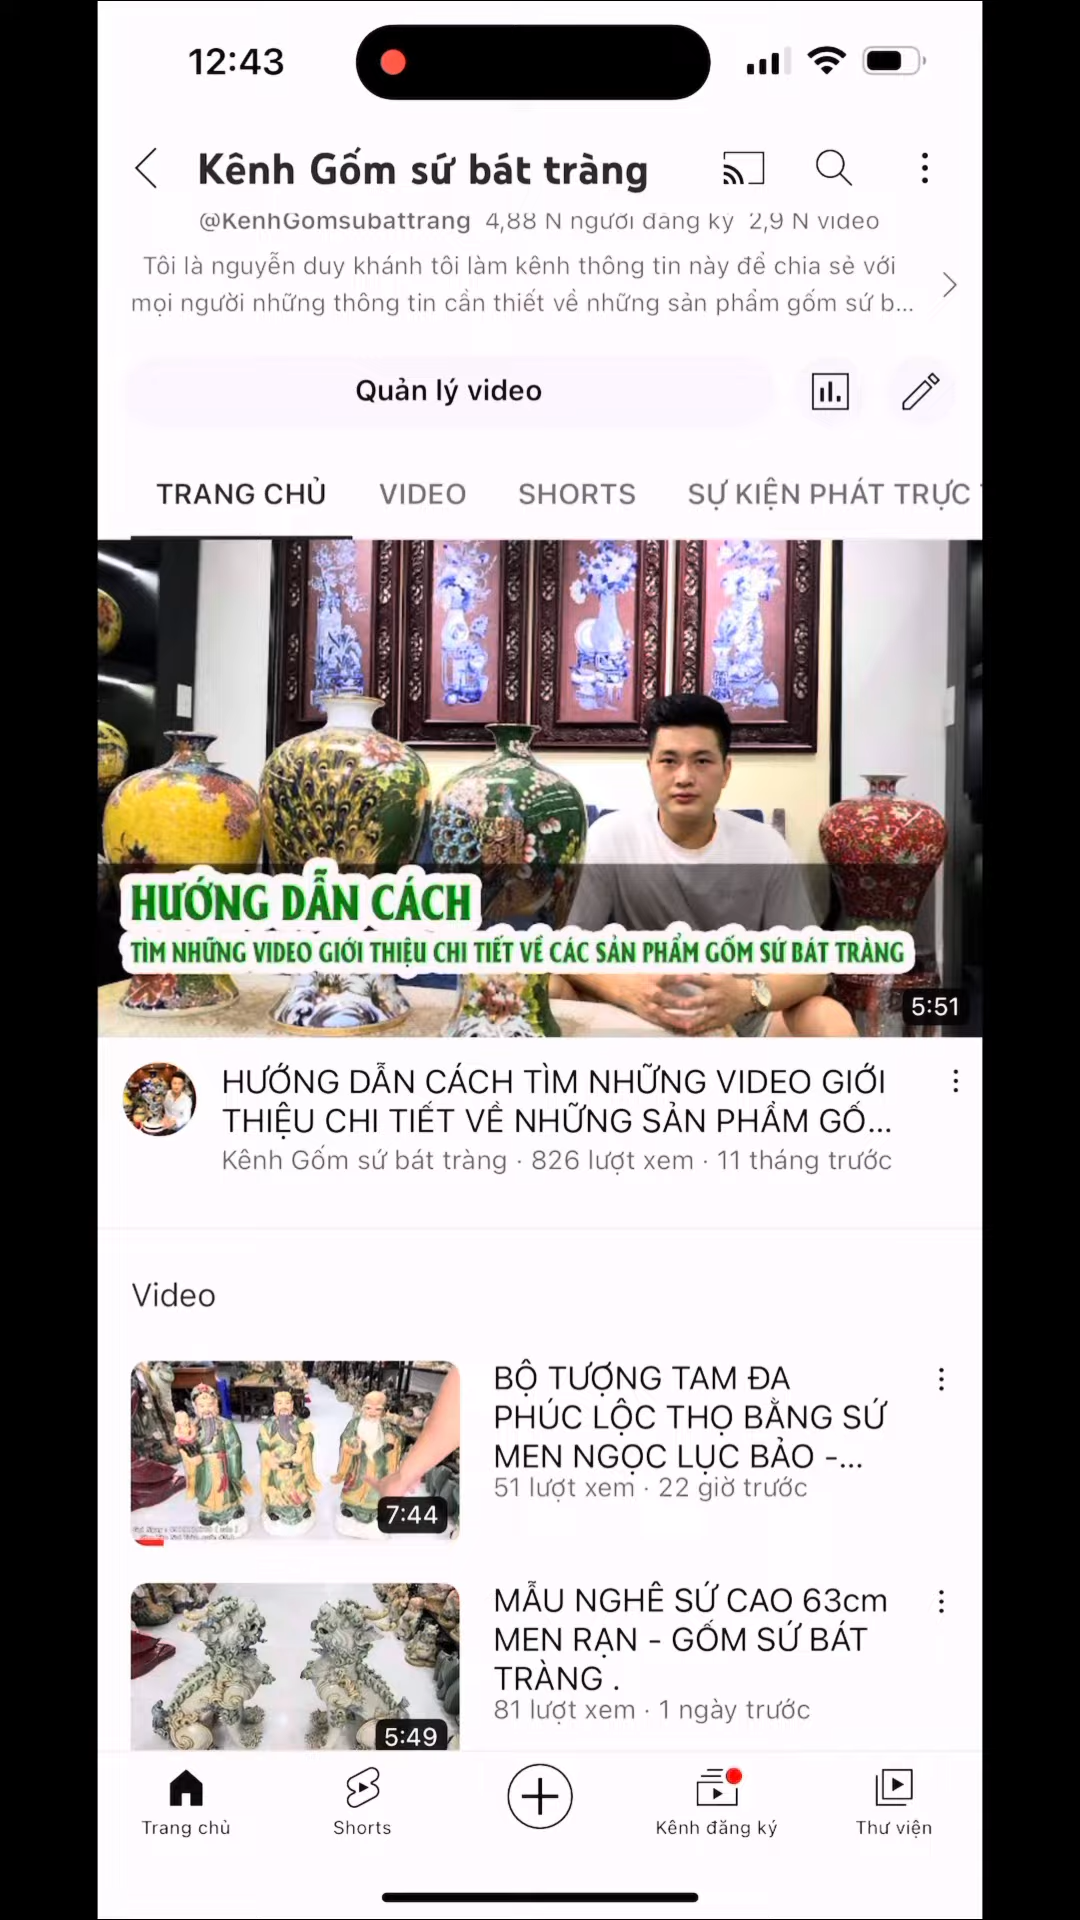 12:43
Kênh Gốm sứ bát tràng
@KenhGomsubattrang 4,88 N người đăng ký 2,9 N video
Tôi là nguyễn duy khánh tôi làm kênh thông tin này để chia sẻ với
mọi người những thông tin cần thiết về những sản phẩm gốm sứ b...
Quản lý video
TRANG CHỦ VIDEO SHORTS SỰ KIỆN PHÁT TRỰC
HƯỚNG DẪN CÁCH
TÌM NHỮNG VIDEO GIỚI THIỆU CHI TIẾT VỀ CÁC SẢN PHẨM GỐM SỨ BÁT TRÀNG
5:51
HƯỚNG DẪN CÁCH TÌM NHỮNG VIDEO GIỚI
THIỆU CHI TIẾT VỀ NHỮNG SẢN PHẨM GỐ...
Kênh Gốm sứ bát tràng · 826 lượt xem · 11 tháng trước
Video
7:44
BỘ TƯỢNG TAM ĐA
PHÚC LỘC THỌ BẰNG SỨ
MEN NGỌC LỤC BẢO -...
51 lượt xem · 22 giờ trước
5:49
MẪU NGHÊ SỨ CAO 63cm
MEN RẠN - GỐM SỨ BÁT
TRÀNG .
81 lượt xem · 1 ngày trước
Trang chủ Shorts Kênh đăng ký Thư viện